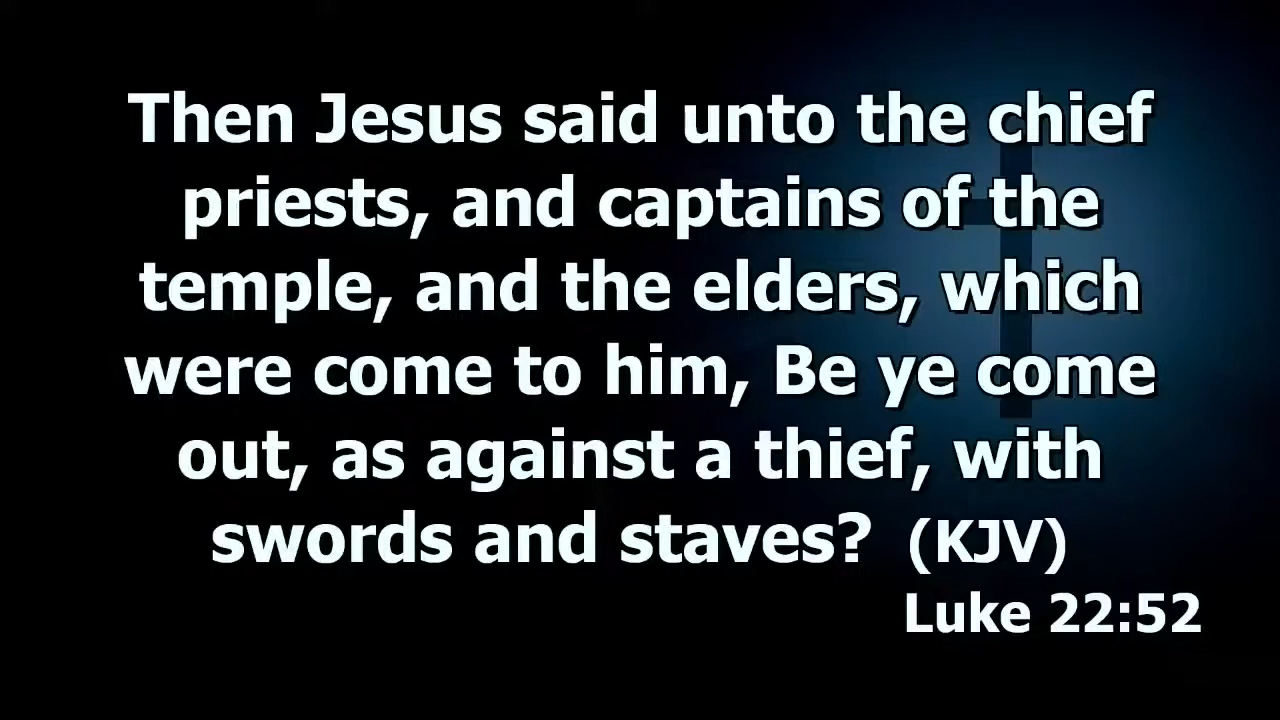 Then Jesus said unto the chief
priests, and captains of the
temple, and the elders, which
were come to him, Be ye come
out, as against a thief, with
swords and staves? (KJV)
Luke 22:52